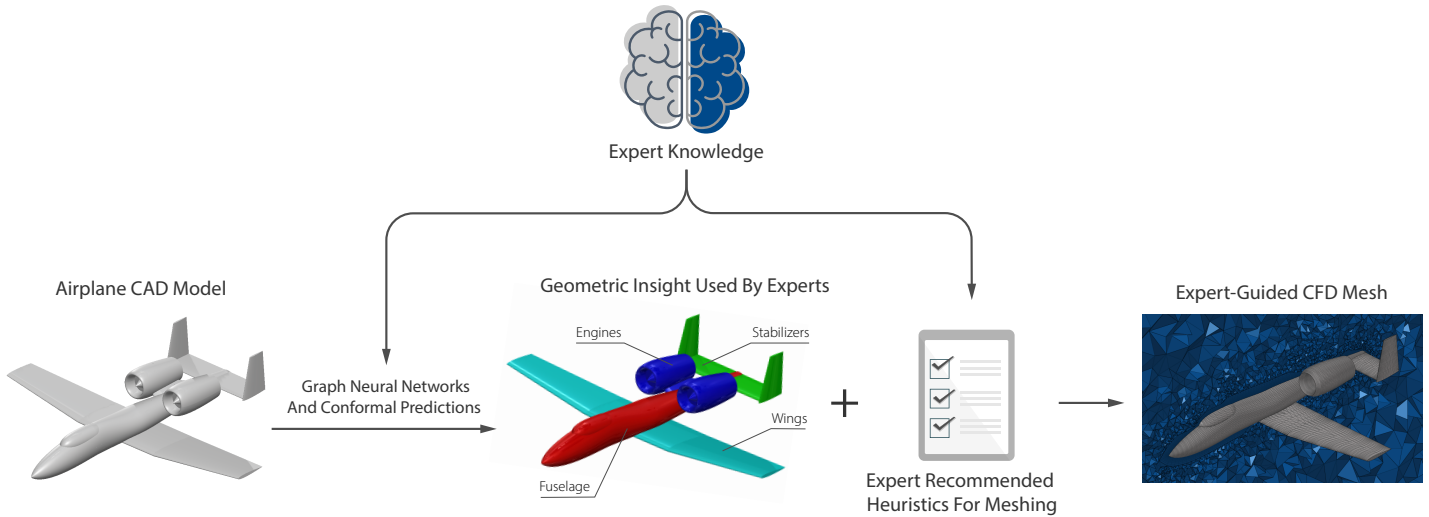 Expert Knowledge
Airplane CAD Model
Graph Neural Networks
And Conformal Predictions
Geometric Insight Used By Experts
Engines
Stabilizers
Wings
Fuselage
Expert Recommended
Heuristics For Meshing
Expert-Guided CFD Mesh